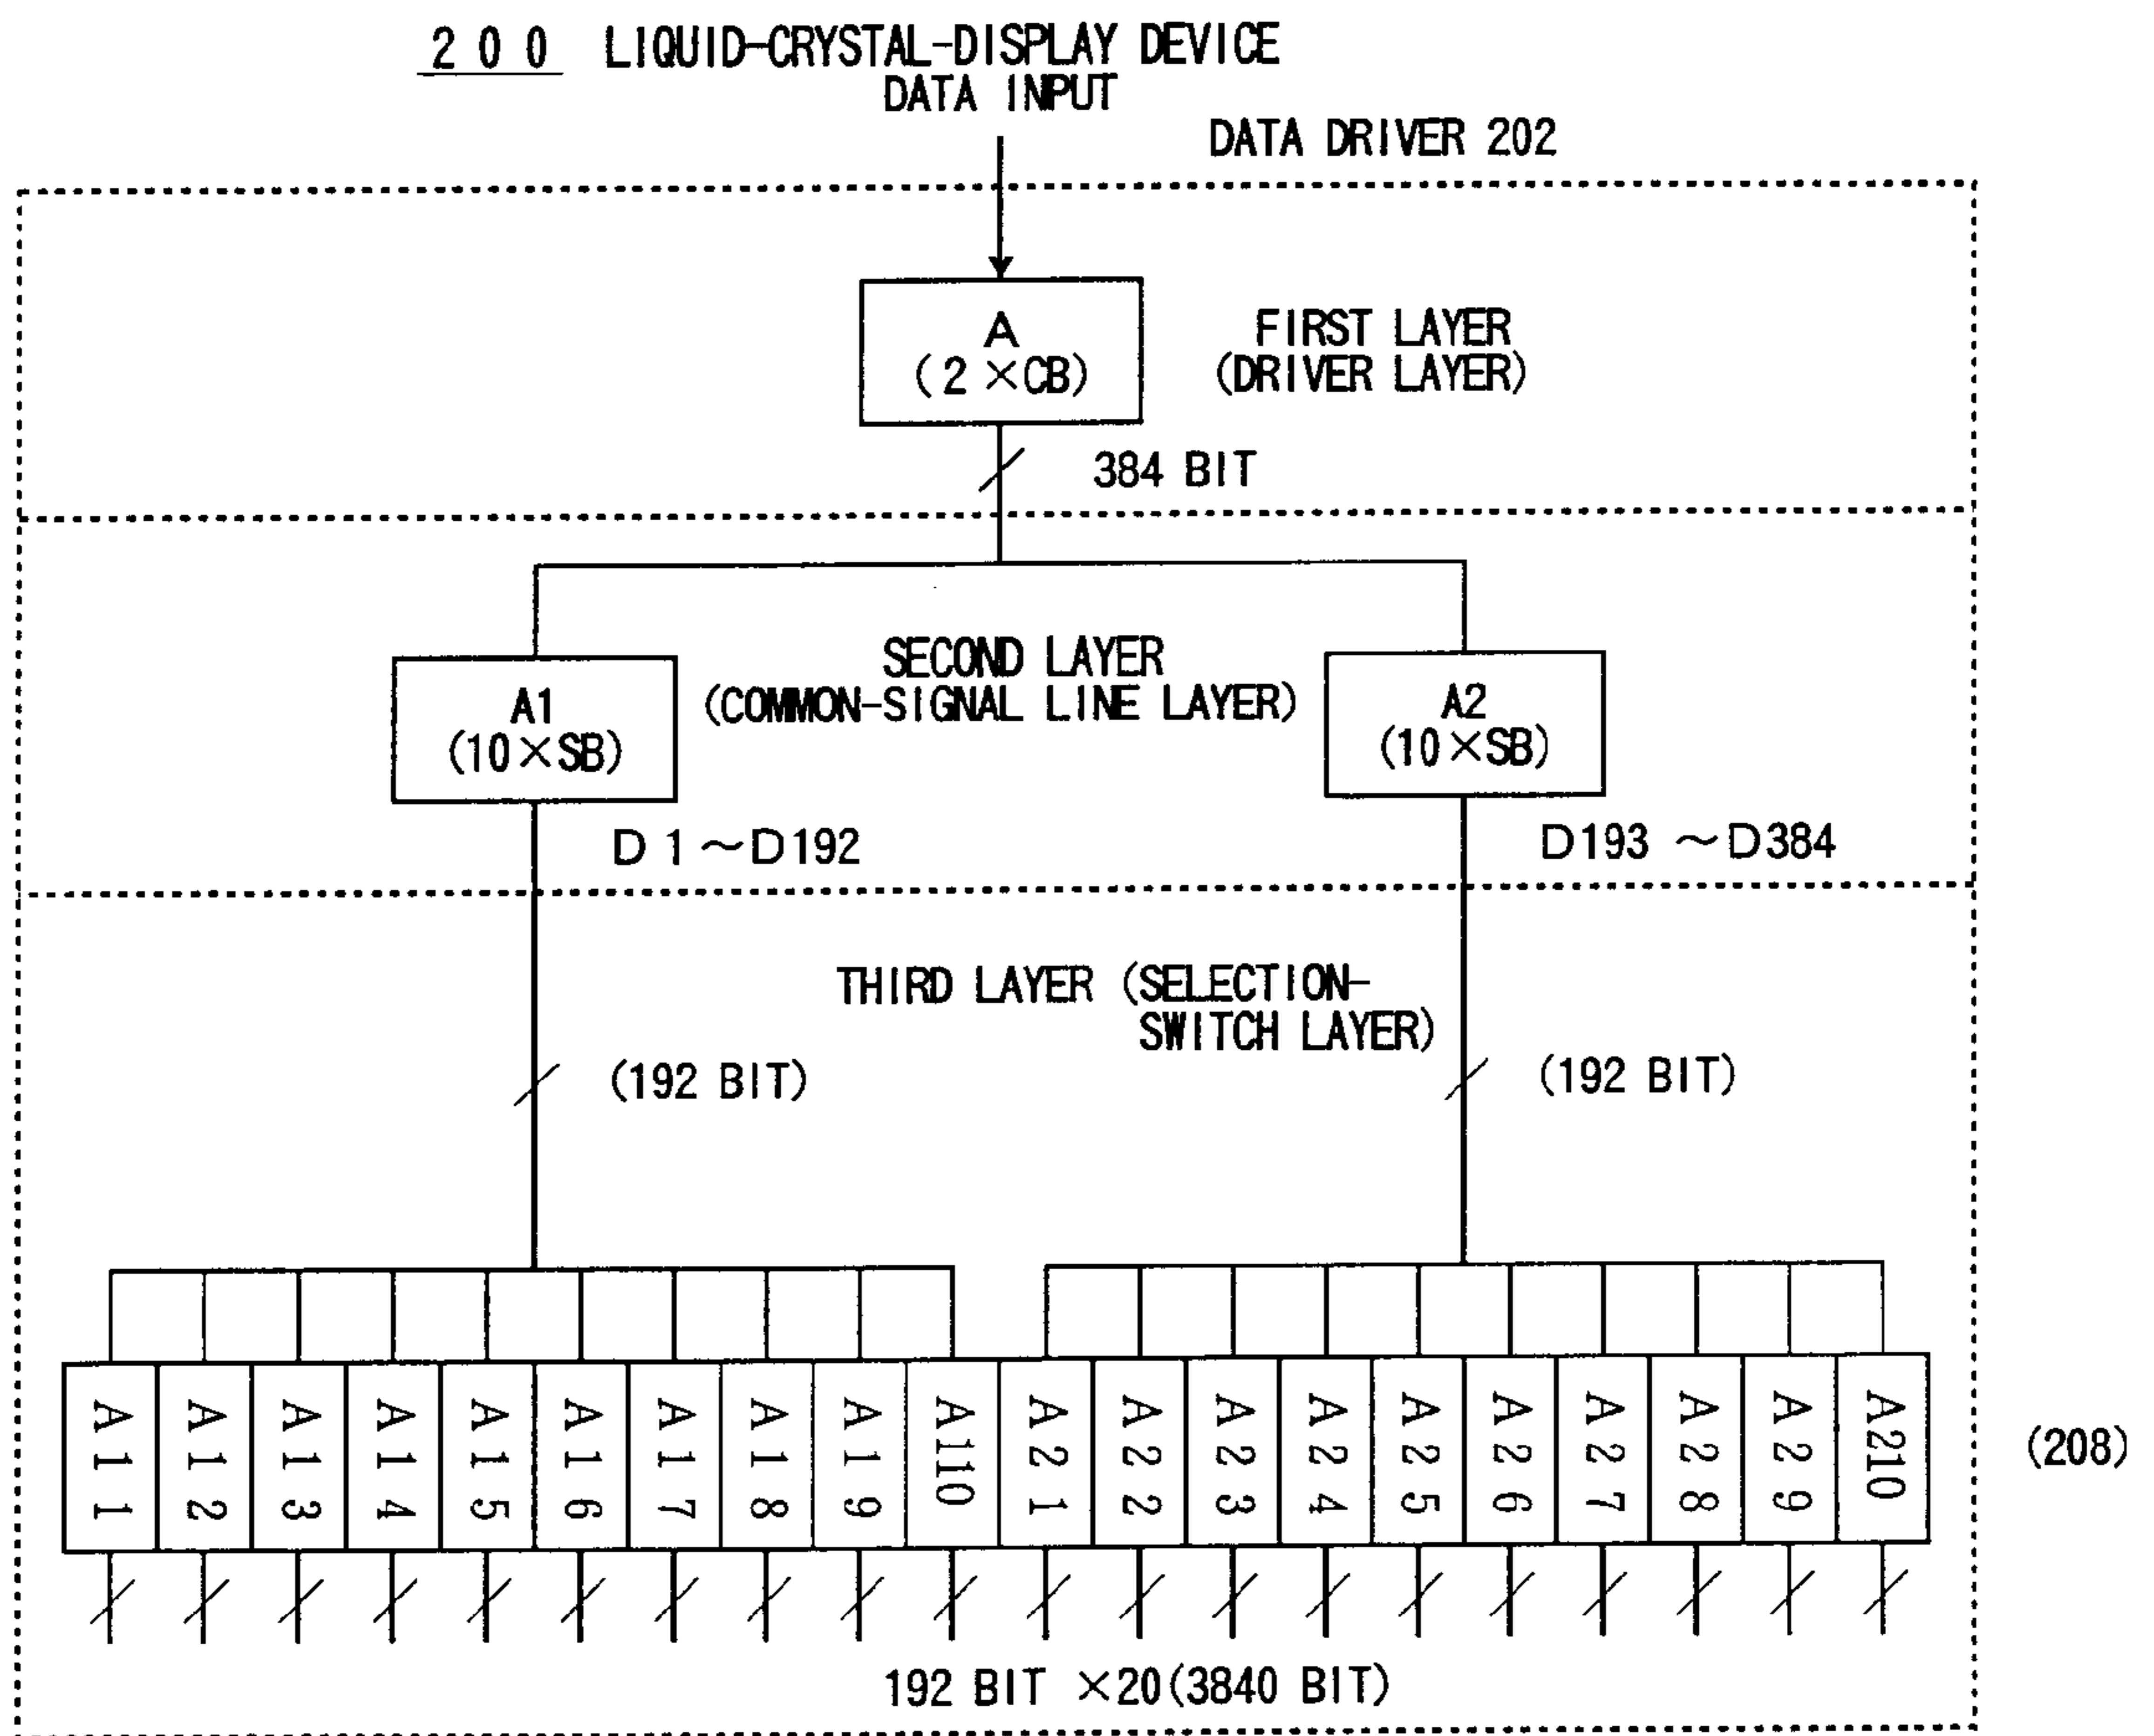 200 LIQUID-CRYSTAL-DISPLAY DEVICE
DATA INPUT
DATA DRIVER 202
A
(2 ×CB)
FIRST LAYER
(DRIVER LAYER)
384 BIT
SECOND LAYER
(COMMON-SIGNAL LINE LAYER)
A1
(10×SB)
A2
(10×SB)
D1~D192
D193 ~D384
THIRD LAYER (SELECTION-
SWITCH LAYER)
(192 BIT)
(192 BIT)
A11
A12
A13
A14
A15
A16
A17
A18
A19
A110
A21
A22
A23
A24
A25
A26
A27
A28
A29
A210
(208)
192 BIT ×20(3840 BIT)